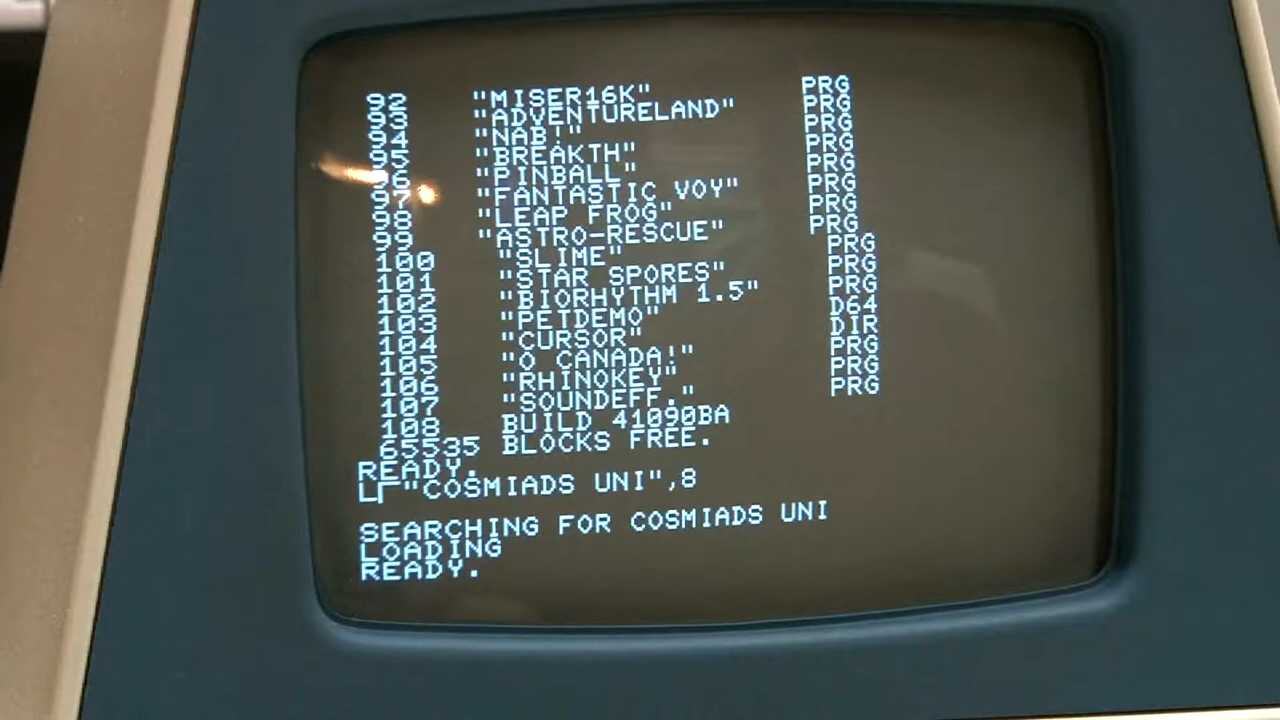 92 "MISER16K" PRG
93 "ADVENTURELAND" PRG
94 "NAB!" PRG
95 "BREAKTH" PRG
96 "PINBALL" PRG
97 "FANTASTIC VOY" PRG
98 "LEAP FROG" PRG
99 "ASTRO-RESCUE" PRG
100 "SLIME" PRG
101 "STAR SPORES" PRG
102 "BIORHYTHM 1.5" PRG
103 "PETDEMO" D64
104 "CURSOR" DIR
105 "O CANADA!" PRG
106 "RHINOKEY" PRG
107 "SOUNDEFF." PRG
108 BUILD 41090BA
65535 BLOCKS FREE.
READY.
L┌"COSMIADS UNI",8
SEARCHING FOR COSMIADS UNI
LOADING
READY.